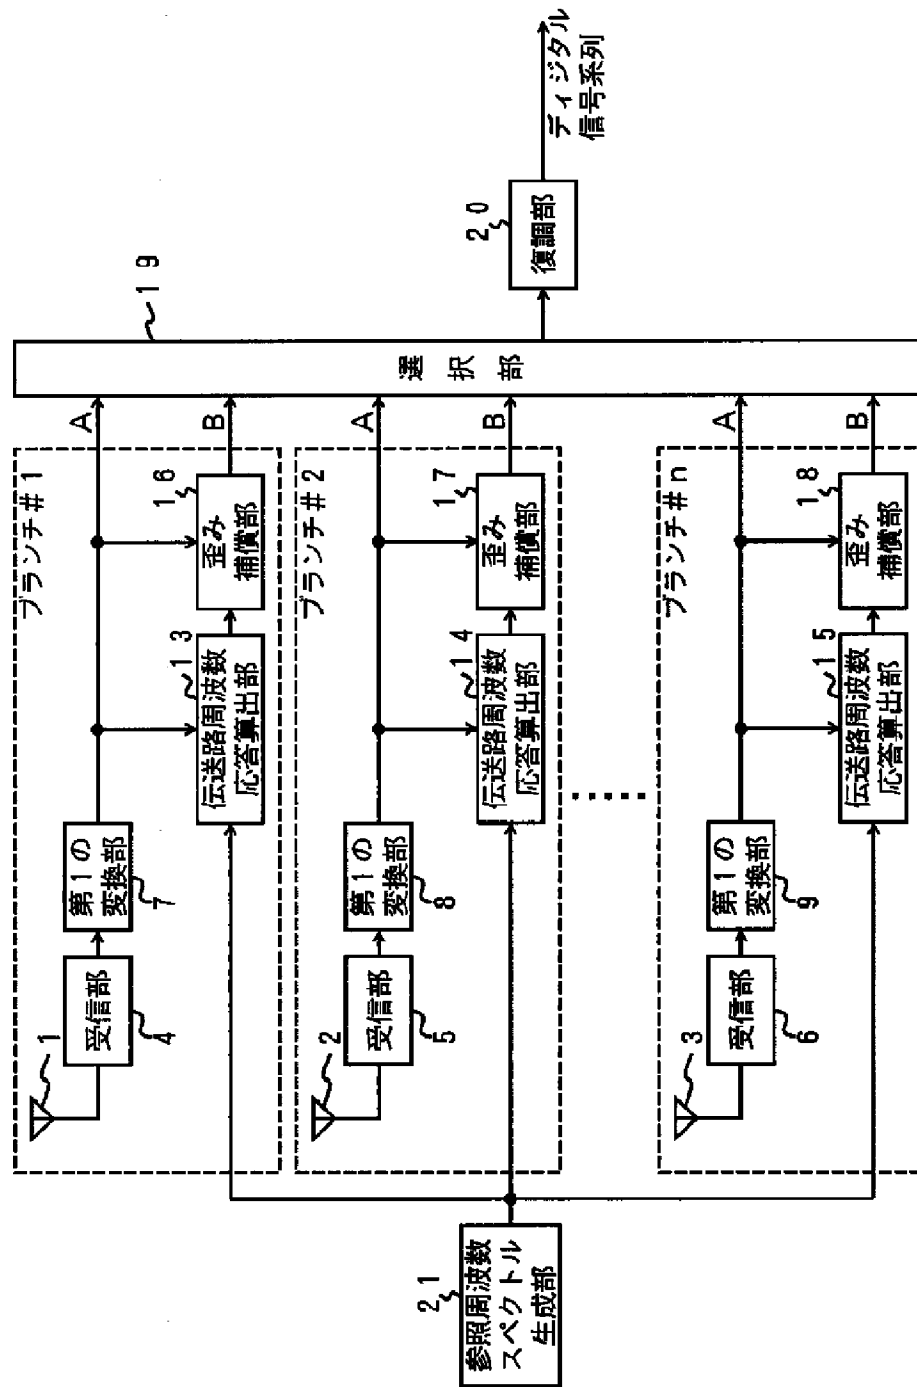 ブランチ#1
1
受信部
4
第1の
変換部
7
伝送路周波数
応答算出部
13
歪み
補償部
16
A
B
ブランチ#2
2
受信部
5
第1の
変換部
8
伝送路周波数
応答算出部
14
歪み
補償部
17
A
B
ブランチ#n
3
受信部
6
第1の
変換部
9
伝送路周波数
応答算出部
15
歪み
補償部
18
A
B
参照周波数
スペクトル
生成部
21
選択部
19
復調部
20
ディジタル
信号系列